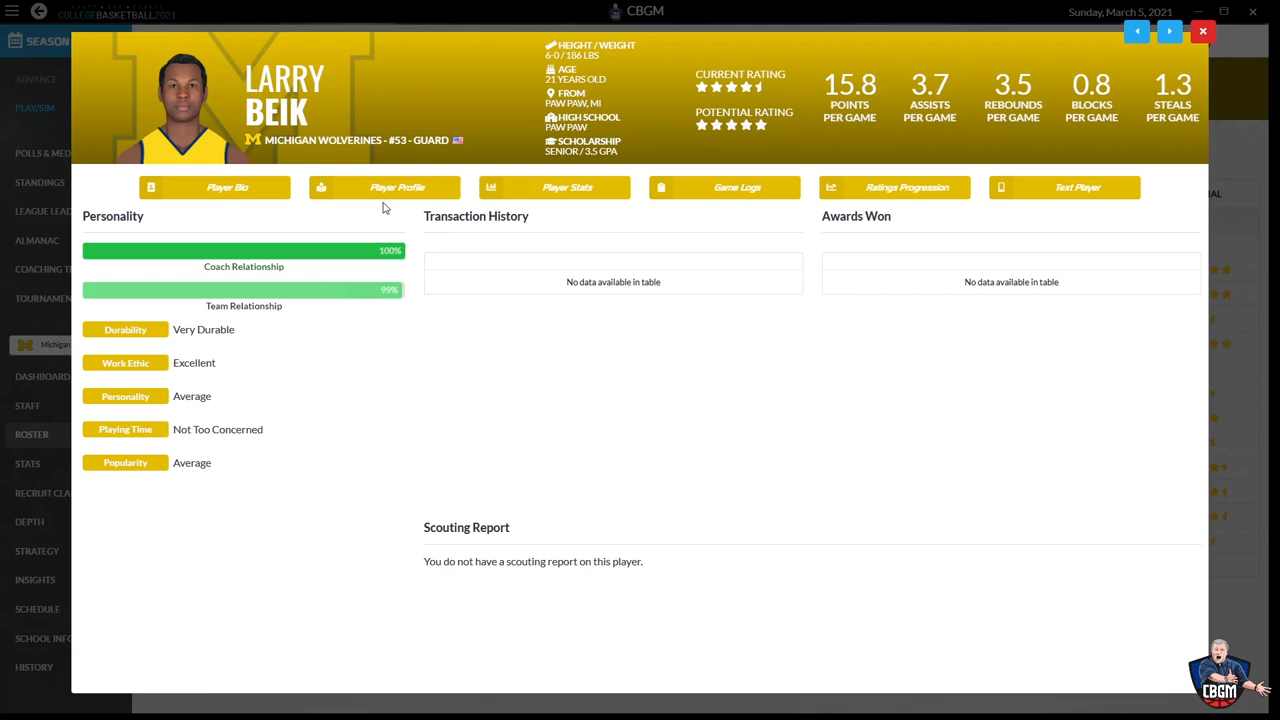 COLLEGEBASKETBALL2021
CBGM
Sunday, March 5, 2021
SEASON
ADVANCE
PLAY/SIM
POLLS & MED
STANDINGS
LEAGUE LEAD
ALMANAC
COACHING T
TOURNAMEN
Michigan
DASHBOARD
STAFF
ROSTER
STATS
RECRUIT CLA
DEPTH
STRATEGY
INSIGHTS
SCHEDULE
SCHOOL INFO
HISTORY
LARRY
BEIK
MICHIGAN WOLVERINES - #53 - GUARD
HEIGHT / WEIGHT
6-0 / 186 LBS
AGE
21 YEARS OLD
FROM
PAW PAW, MI
HIGH SCHOOL
PAW PAW
SCHOLARSHIP
SENIOR / 3.5 GPA
CURRENT RATING
POTENTIAL RATING
15.8
POINTS
PER GAME
3.7
ASSISTS
PER GAME
3.5
REBOUNDS
PER GAME
0.8
BLOCKS
PER GAME
1.3
STEALS
PER GAME
Player Bio
Player Profile
Player Stats
Game Logs
Ratings Progression
Text Player
Personality
100%
Coach Relationship
99%
Team Relationship
Durability Very Durable
Work Ethic Excellent
Personality Average
Playing Time Not Too Concerned
Popularity Average
Transaction History
No data available in table
Awards Won
No data available in table
Scouting Report
You do not have a scouting report on this player.
AL
CBGM